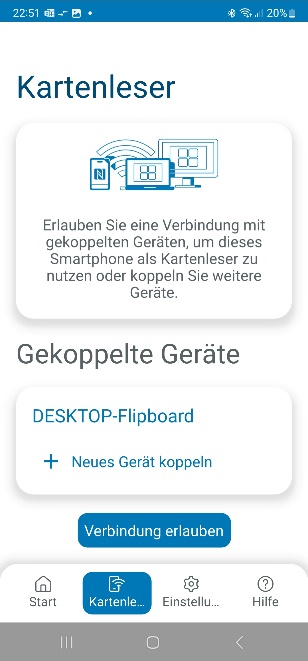 22:51 20%
Kartenleser
Erlauben Sie eine Verbindung mit
gekoppelten Geräten, um dieses
Smartphone als Kartenleser zu
nutzen oder koppeln Sie weitere
Geräte.
Gekoppelte Geräte
DESKTOP-Flipboard
+ Neues Gerät koppeln
Verbindung erlauben
Start Kartenle... Einstellu... Hilfe